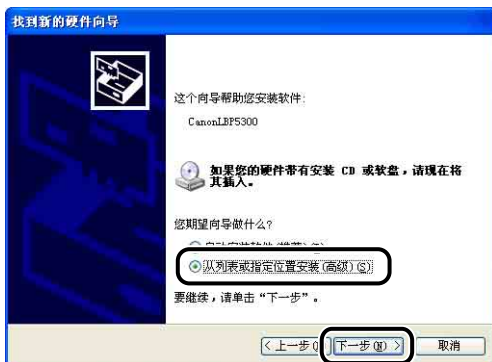 找到新的硬件向导
这个向导帮助您安装软件:
CanonLBP5300
如果您的硬件带有安装 CD 或软盘，请现在将
其插入。
您期望向导做什么?
从列表或指定位置安装(高级)(S)
要继续，请单击“下一步”。
< 上一步 下一步(N) > 取消